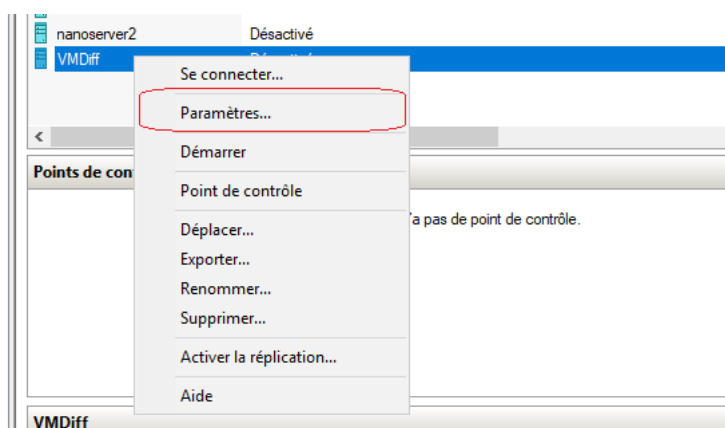 nanoserver2 Désactivé
VMDiff
Se connecter...
Paramètres...
Démarrer
Points de con
Point de contrôle
'a pas de point de contrôle.
Déplacer...
Exporter...
Renommer...
Supprimer...
Activer la réplication...
Aide
VMDiff